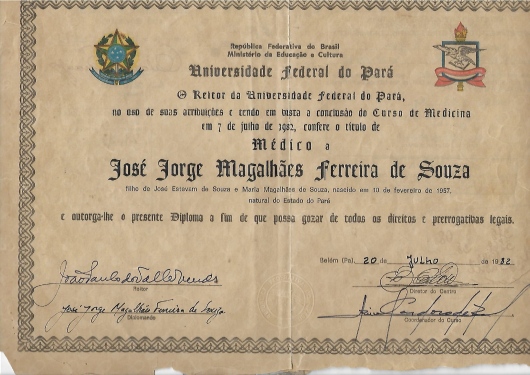 República Federativa do Brasil
Ministério da Educação e Cultura
Universidade Federal do Pará
O Reitor da Universidade Federal do Pará,
no uso de suas atribuições e tendo em vista a conclusão do Curso de Medicina
em 7 de julho de 1982, confere o título de
Médico a
José Jorge Magalhães Ferreira de Souza
filho de José Estevam de Souza e Maria Magalhães de Souza, nascido em 10 de fevereiro de 1957,
natural do Estado do Pará
e outorga-lhe o presente Diploma a fim de que possa gozar de todos os direitos e prerrogativas legais.
Belém (Pa), 20 de JULHO de 1982
Reitor
Diretor do Centro
José Jorge Magalhães Ferreira de Souza
Diplomado
Coordenador do Curso